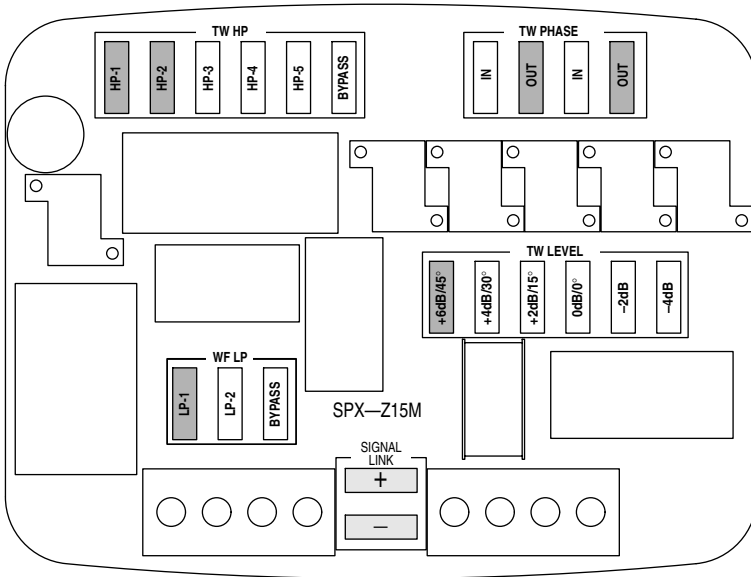 TW HP
HP-1
HP-2
HP-3
HP-4
HP-5
BYPASS
TW PHASE
IN
OUT
IN
OUT
TW LEVEL
+6dB/45°
+4dB/30°
+2dB/15°
0dB/0°
−2dB
−4dB
WF LP
LP-1
LP-2
BYPASS
SPX—Z15M
SIGNAL
LINK
+
−